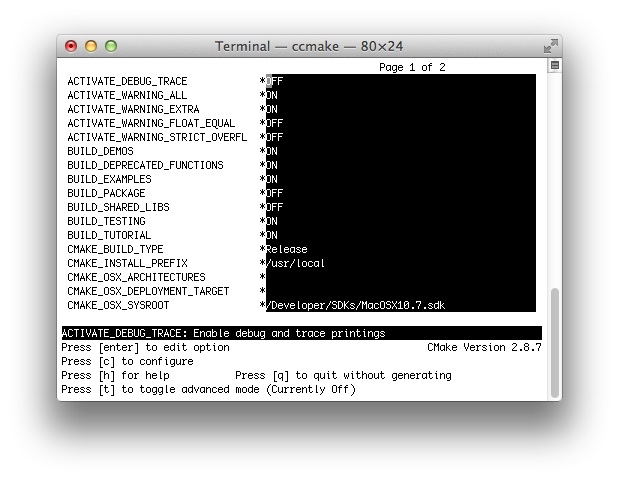 Terminal — ccmake — 80×24
Page 1 of 2
ACTIVATE_DEBUG_TRACE *OFF
ACTIVATE_WARNING_ALL *ON
ACTIVATE_WARNING_EXTRA *ON
ACTIVATE_WARNING_FLOAT_EQUAL *OFF
ACTIVATE_WARNING_STRICT_OVERFL *OFF
BUILD_DEMOS *ON
BUILD_DEPRECATED_FUNCTIONS *ON
BUILD_EXAMPLES *ON
BUILD_PACKAGE *OFF
BUILD_SHARED_LIBS *OFF
BUILD_TESTING *ON
BUILD_TUTORIAL *ON
CMAKE_BUILD_TYPE *Release
CMAKE_INSTALL_PREFIX */usr/local
CMAKE_OSX_ARCHITECTURES *
CMAKE_OSX_DEPLOYMENT_TARGET *
CMAKE_OSX_SYSROOT */Developer/SDKs/MacOSX10.7.sdk
ACTIVATE_DEBUG_TRACE: Enable debug and trace printings
Press [enter] to edit option CMake Version 2.8.7
Press [c] to configure
Press [h] for help Press [q] to quit without generating
Press [t] to toggle advanced mode (Currently Off)